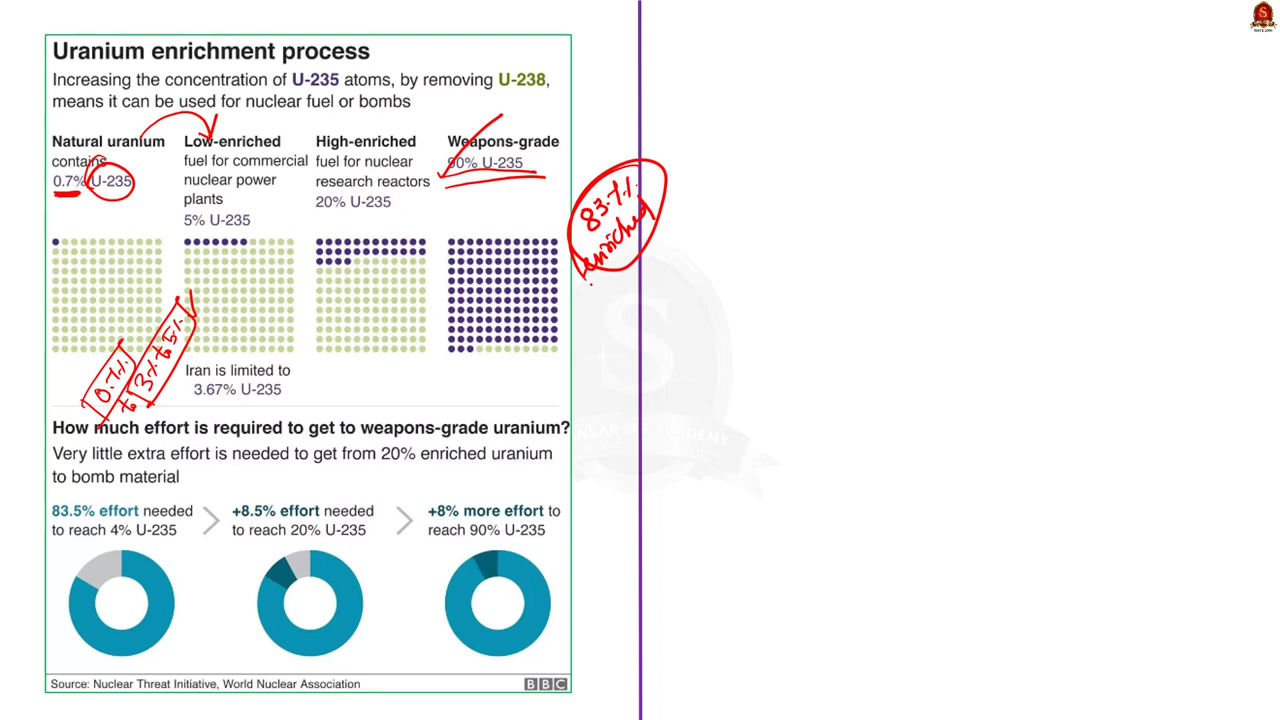 Uranium enrichment process
Increasing the concentration of U-235 atoms, by removing U-238,
means it can be used for nuclear fuel or bombs
Natural uranium
contains
0.7% U-235
Low-enriched
fuel for commercial
nuclear power
plants
5% U-235
High-enriched
fuel for nuclear
research reactors
20% U-235
Weapons-grade
90% U-235
83.7%
enriched
0.7%
to 3% to 5%
Iran is limited to
3.67% U-235
How much effort is required to get to weapons-grade uranium?
Very little extra effort is needed to get from 20% enriched uranium
to bomb material
83.5% effort needed
to reach 4% U-235
+8.5% effort needed
to reach 20% U-235
+8% more effort to
reach 90% U-235
Source: Nuclear Threat Initiative, World Nuclear Association
BBC